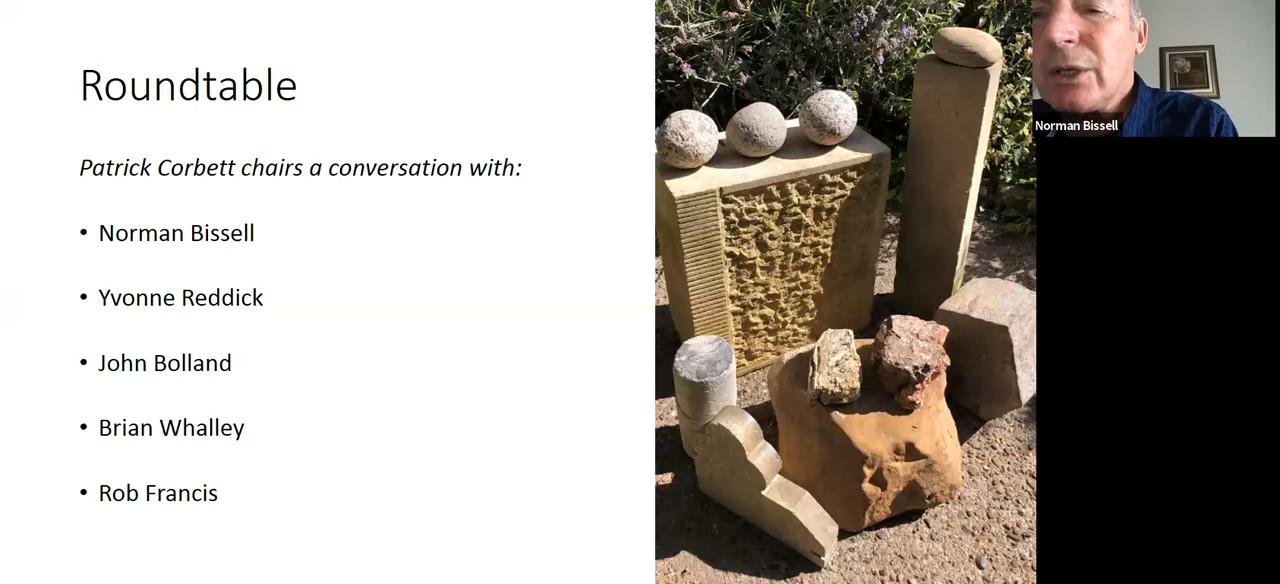 Roundtable
Patrick Corbett chairs a conversation with:
• Norman Bissell
• Yvonne Reddick
• John Bolland
• Brian Whalley
• Rob Francis
Norman Bissell